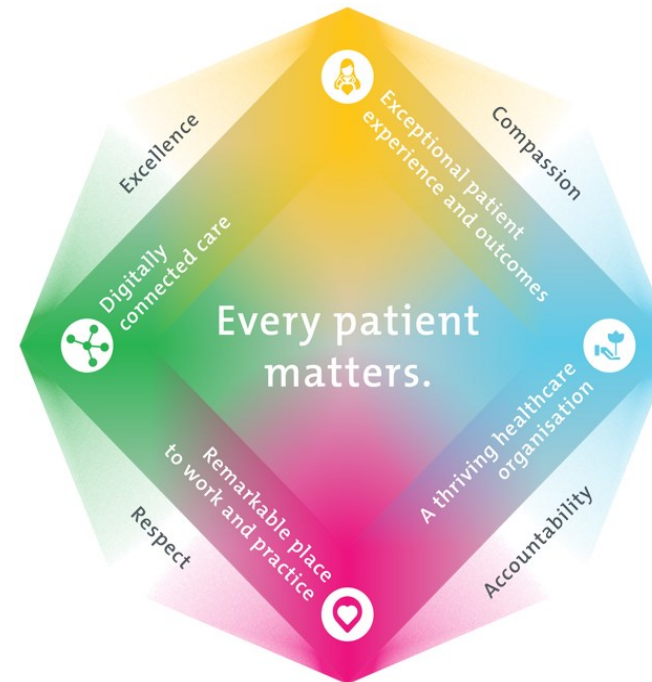 Excellence
Compassion
Exceptional patient
experience and outcomes
Digitally
connected care
Every patient
matters.
A thriving healthcare
organisation
Remarkable place
to work and practice
Respect
Accountability